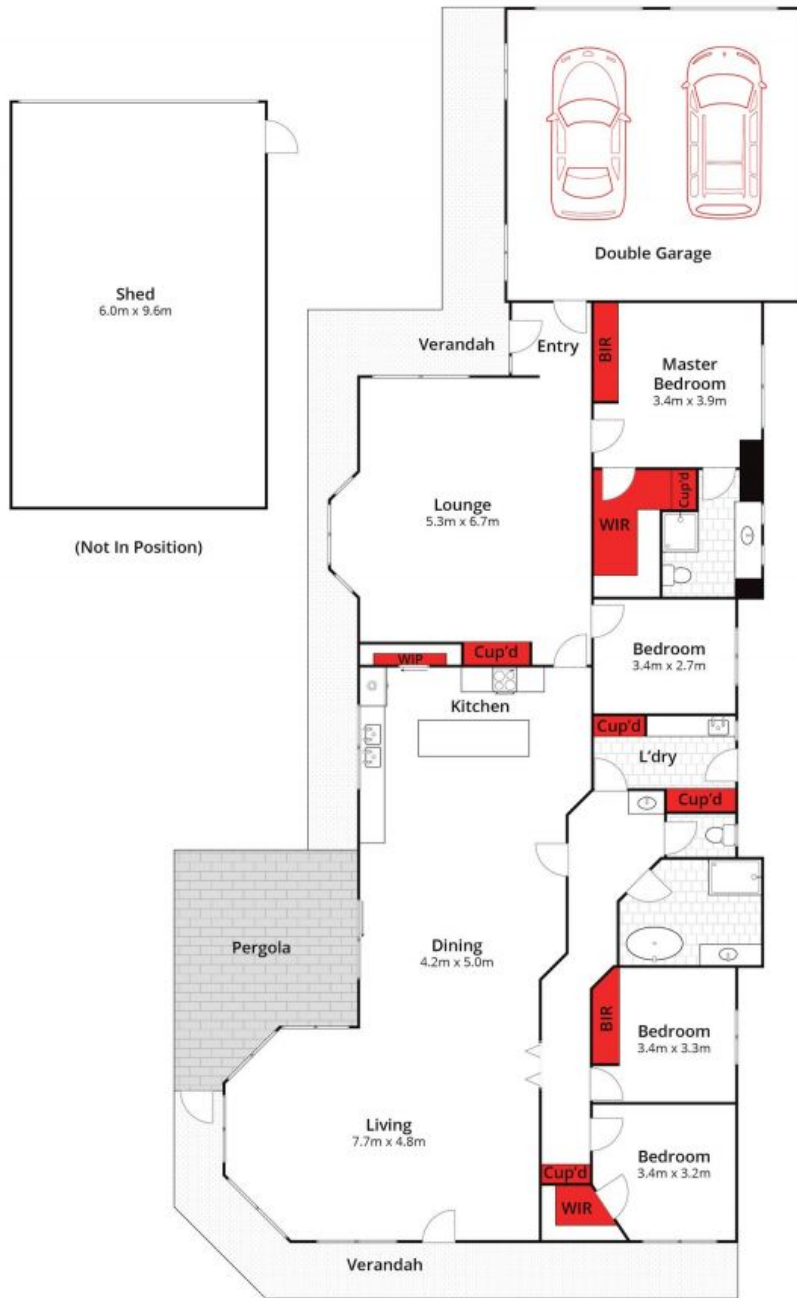 Double Garage
Shed
6.0m x 9.6m
(Not In Position)
Verandah
Entry
BIR
Master
Bedroom
3.4m x 3.9m
Lounge
5.3m x 6.7m
WIR
Cup'd
WIP
Cup'd
Bedroom
3.4m x 2.7m
Kitchen
Cup'd
L'dry
Cup'd
Pergola
Dining
4.2m x 5.0m
BIR
Bedroom
3.4m x 3.3m
Living
7.7m x 4.8m
Bedroom
3.4m x 3.2m
Cup'd
WIR
Verandah